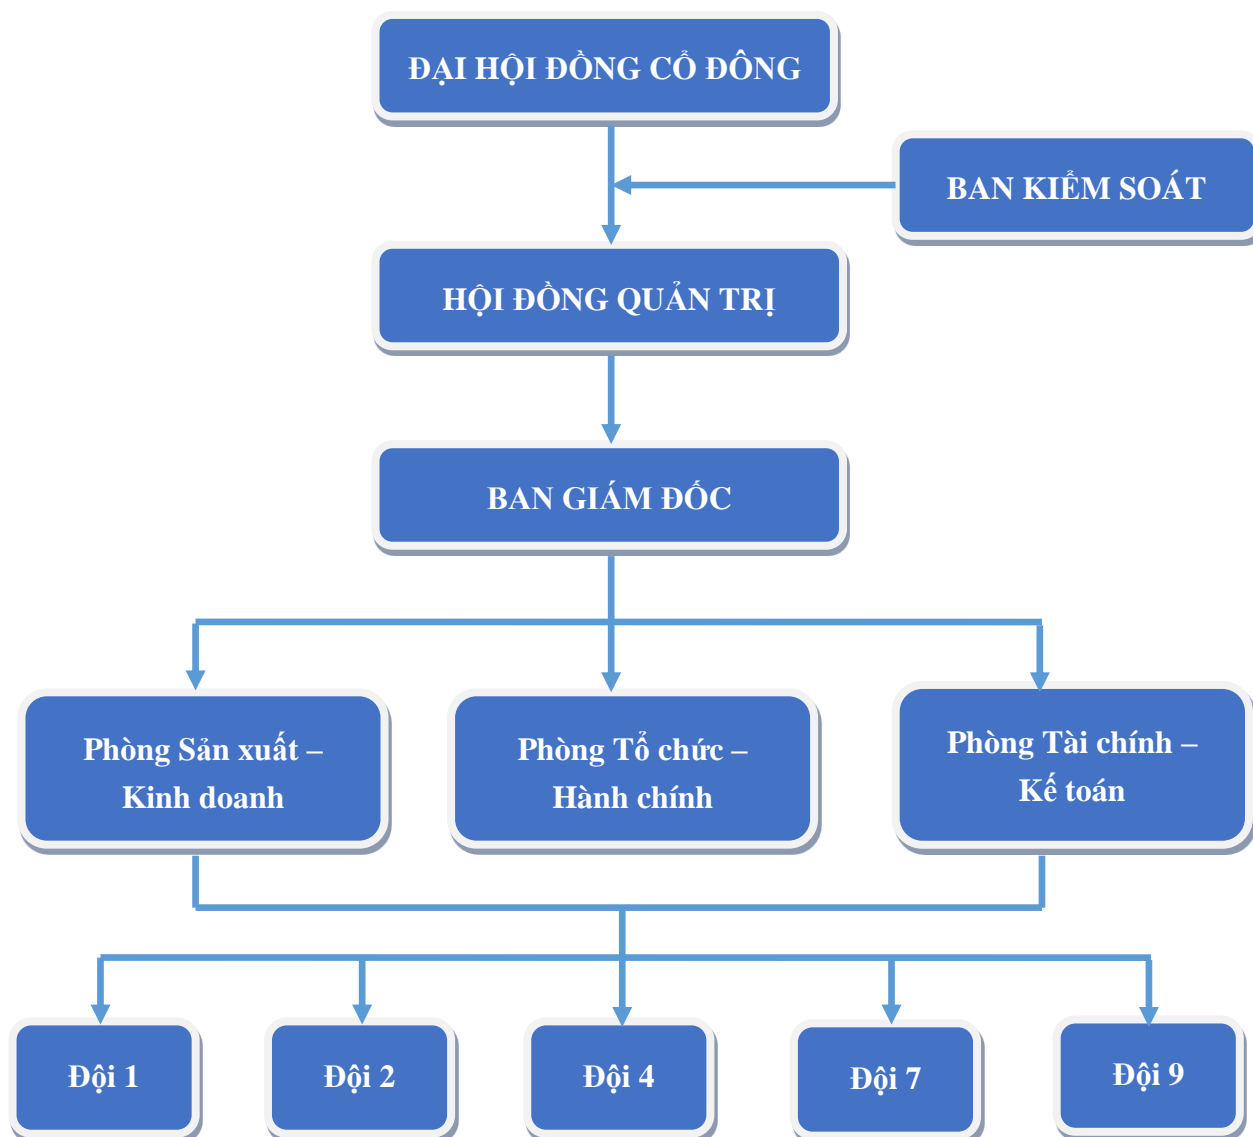 ĐẠI HỘI ĐỒNG CỔ ĐÔNG
BAN KIỂM SOÁT
HỘI ĐỒNG QUẢN TRỊ
BAN GIÁM ĐỐC
Phòng Sản xuất –
Kinh doanh
Phòng Tổ chức –
Hành chính
Phòng Tài chính –
Kế toán
Đội 1
Đội 2
Đội 4
Đội 7
Đội 9